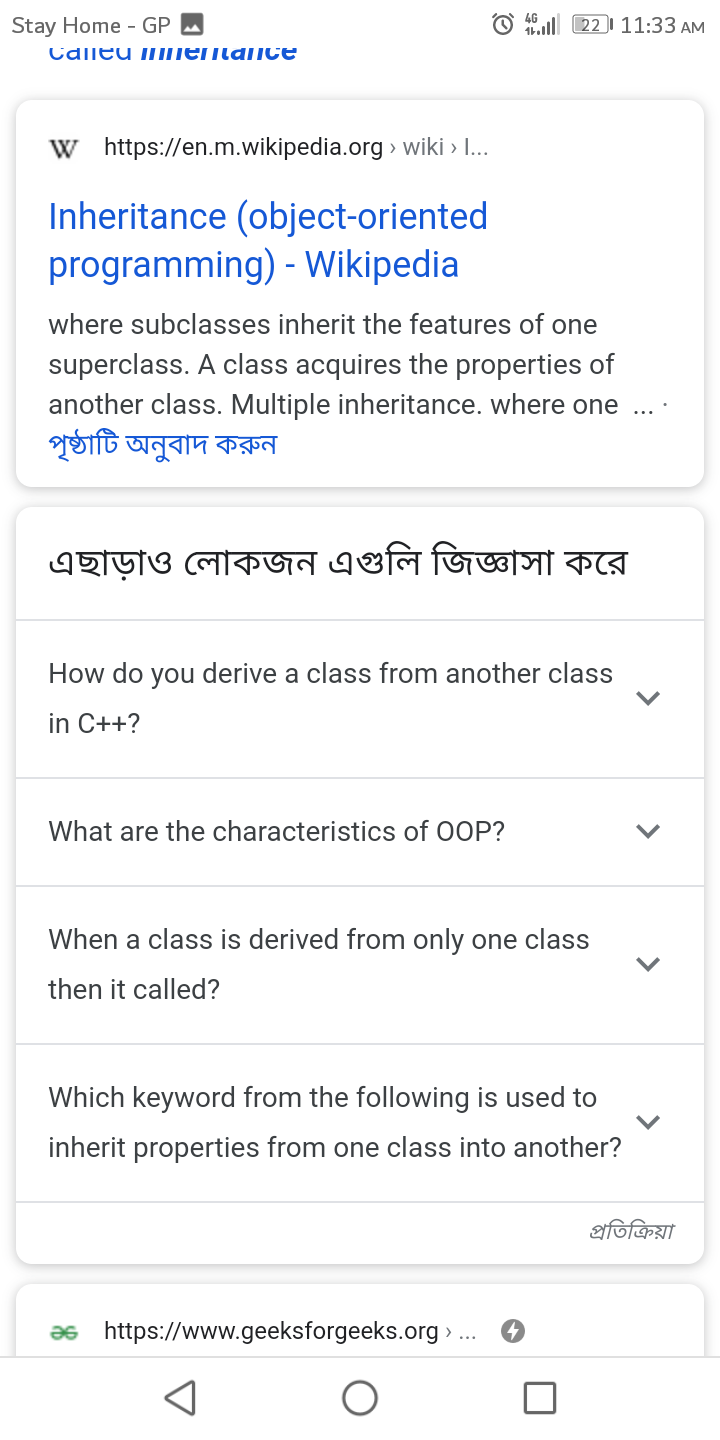 Stay Home - GP 4G 22 11:33 AM
called inheritance
W https://en.m.wikipedia.org › wiki › I...
Inheritance (object-oriented
programming) - Wikipedia
where subclasses inherit the features of one
superclass. A class acquires the properties of
another class. Multiple inheritance. where one ... ·
পৃষ্ঠাটি অনুবাদ করুন
এছাড়াও লোকজন এগুলি জিজ্ঞাসা করে
How do you derive a class from another class
in C++?
What are the characteristics of OOP?
When a class is derived from only one class
then it called?
Which keyword from the following is used to
inherit properties from one class into another?
প্রতিক্রিয়া
https://www.geeksforgeeks.org › ...